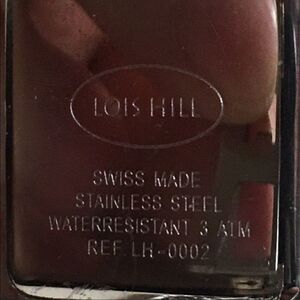 LOIS HILL
SWISS MADE
STAINLESS STEEL
WATERRESISTANT 3 ATM
REF. LH-0002